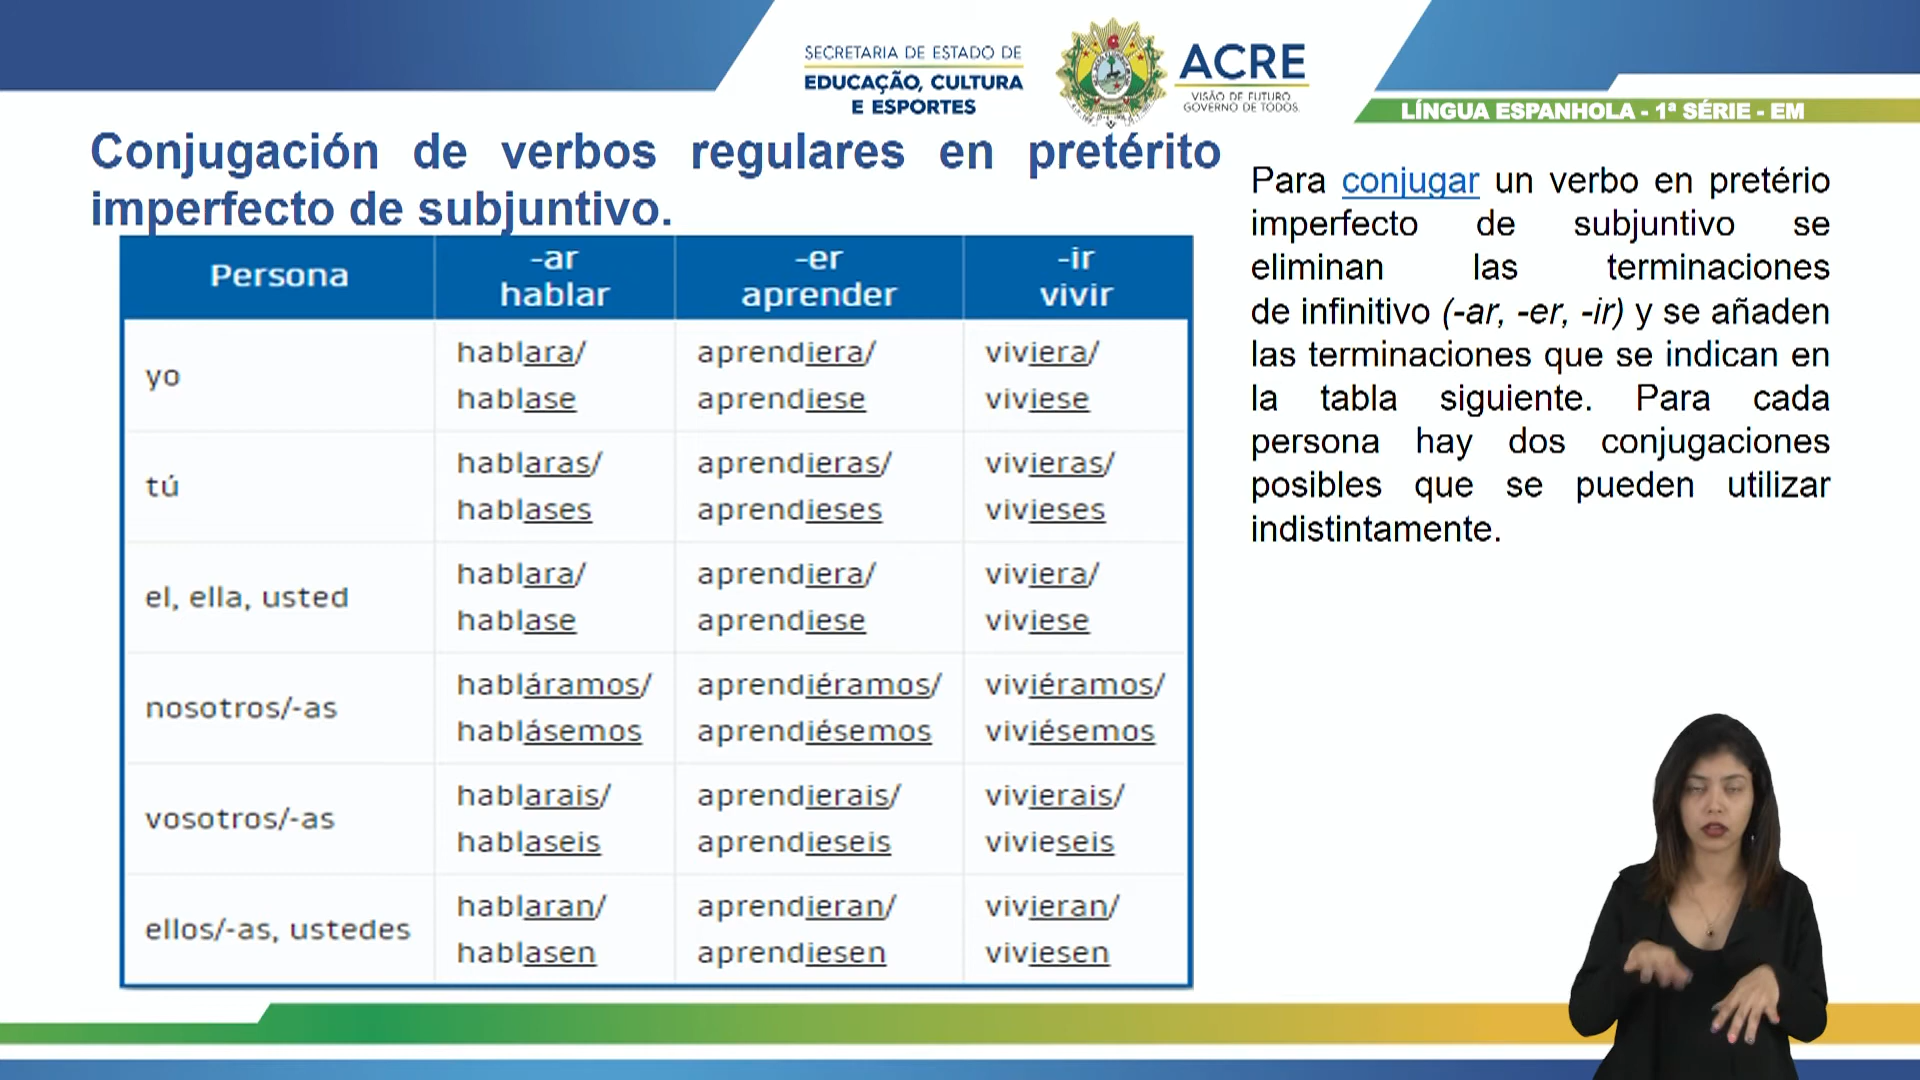 SECRETARIA DE ESTADO DE
EDUCAÇÃO, CULTURA
E ESPORTES
ACRE
VISÃO DE FUTURO
GOVERNO DE TODOS.
LÍNGUA ESPANHOLA - 1ª SÉRIE - EM
Conjugación de verbos regulares en pretérito
imperfecto de subjuntivo.
Persona
-ar
hablar
-er
aprender
-ir
vivir
yo
hablara/
hablase
aprendiera/
aprendiese
viviera/
viviese
tú
hablaras/
hablases
aprendieras/
aprendieses
vivieras/
vivieses
el, ella, usted
hablara/
hablase
aprendiera/
aprendiese
viviera/
viviese
nosotros/-as
habláramos/
hablásemos
aprendiéramos/
aprendiésemos
viviéramos/
viviésemos
vosotros/-as
hablarais/
hablaseis
aprendierais/
aprendieseis
vivierais/
vivieseis
ellos/-as, ustedes
hablaran/
hablasen
aprendieran/
aprendiesen
vivieran/
viviesen
Para conjugar un verbo en pretério
imperfecto de subjuntivo se
eliminan las terminaciones
de infinitivo (-ar, -er, -ir) y se añaden
las terminaciones que se indican en
la tabla siguiente. Para cada
persona hay dos conjugaciones
posibles que se pueden utilizar
indistintamente.